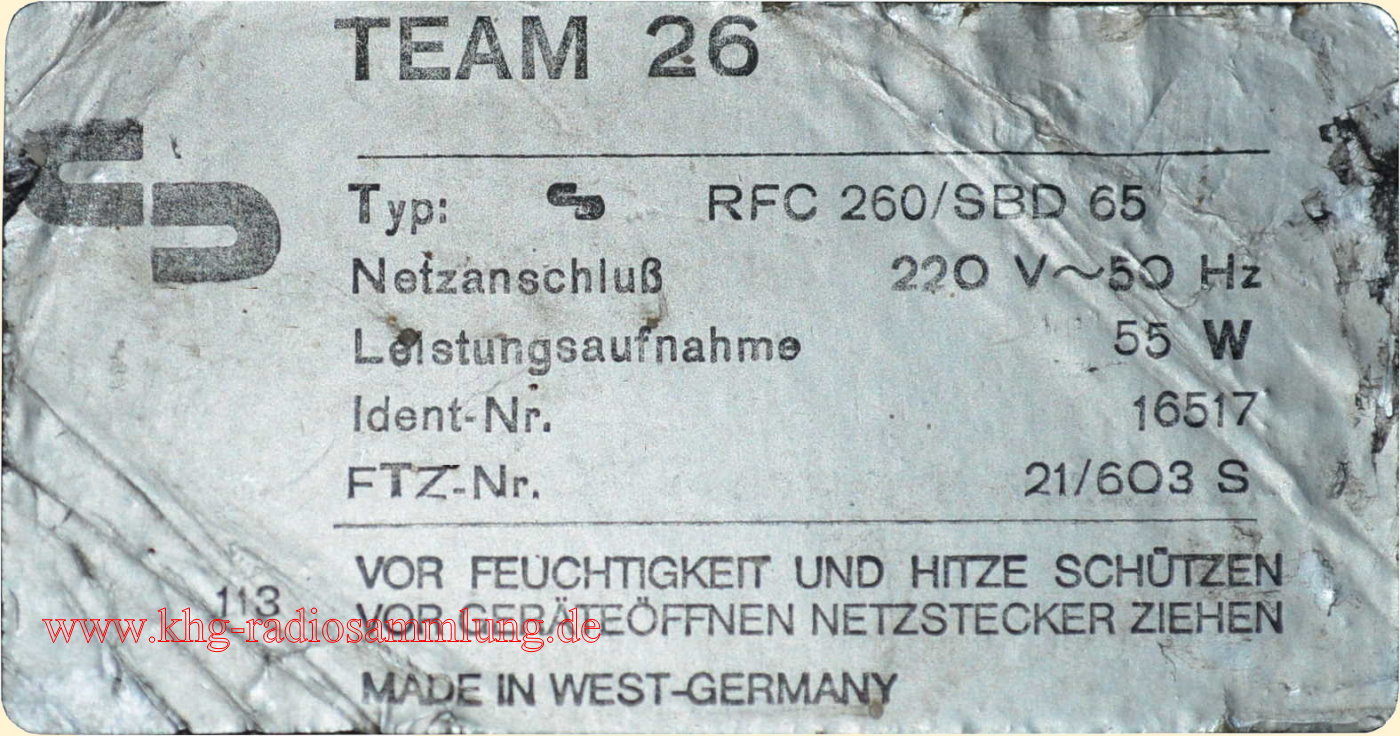 TEAM 26
Typ: RFC 260/SBD 65
Netzanschluß 220 V~50 Hz
Leistungsaufnahme 55 W
Ident-Nr. 16517
FTZ-Nr. 21/603 S
VOR FEUCHTIGKEIT UND HITZE SCHÜTZEN
113
VOR GERÄTEÖFFNEN NETZSTECKER ZIEHEN
www.khg-radiosammlung.de
MADE IN WEST-GERMANY